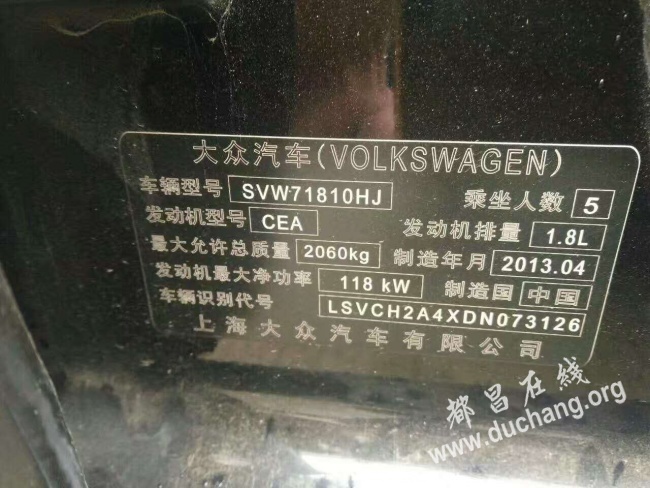 大众汽车(VOLKSWAGEN)
车辆型号 SVW71810HJ 乘坐人数 5
发动机型号 CEA 发动机排量 1.8L
最大允许总质量 2060kg 制造年月 2013.04
发动机最大净功率 118 kW 制造国 中国
车辆识别代号 LSVCH2A4XDN073126
上海大众汽车有限公司
都昌在线
www.duchang.org